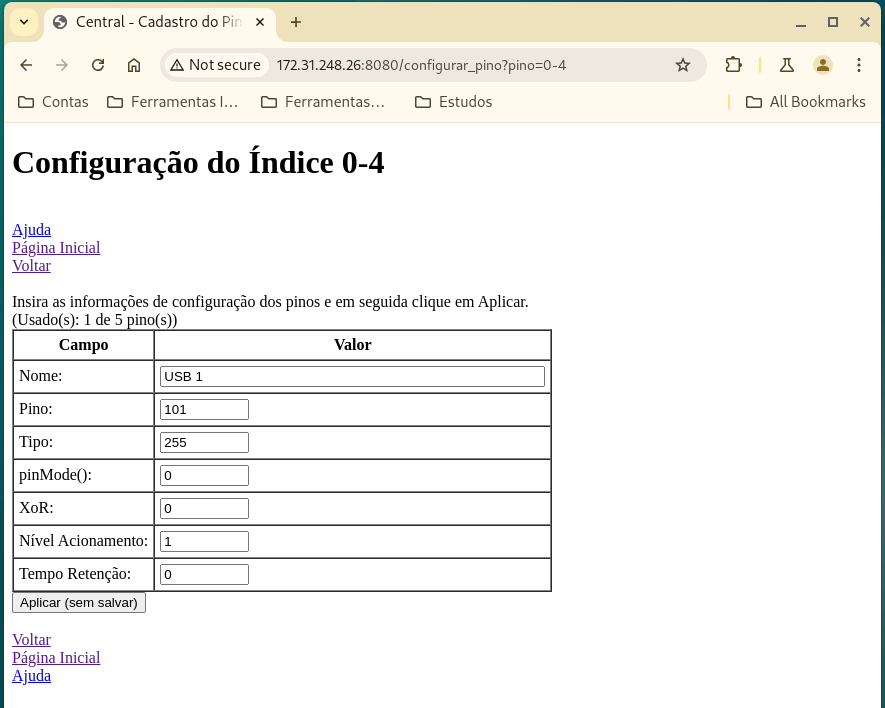 Central - Cadastro do Pin
Not secure 172.31.248.26:8080/configurar_pino?pino=0-4
Contas Ferramentas I... Ferramentas... Estudos All Bookmarks
Configuração do Índice 0-4
Ajuda
Página Inicial
Voltar
Insira as informações de configuração dos pinos e em seguida clique em Aplicar.
(Usado(s): 1 de 5 pino(s))
Campo Valor
Nome: USB 1
Pino: 101
Tipo: 255
pinMode(): 0
XoR: 0
Nível Acionamento: 1
Tempo Retenção: 0
Aplicar (sem salvar)
Voltar
Página Inicial
Ajuda